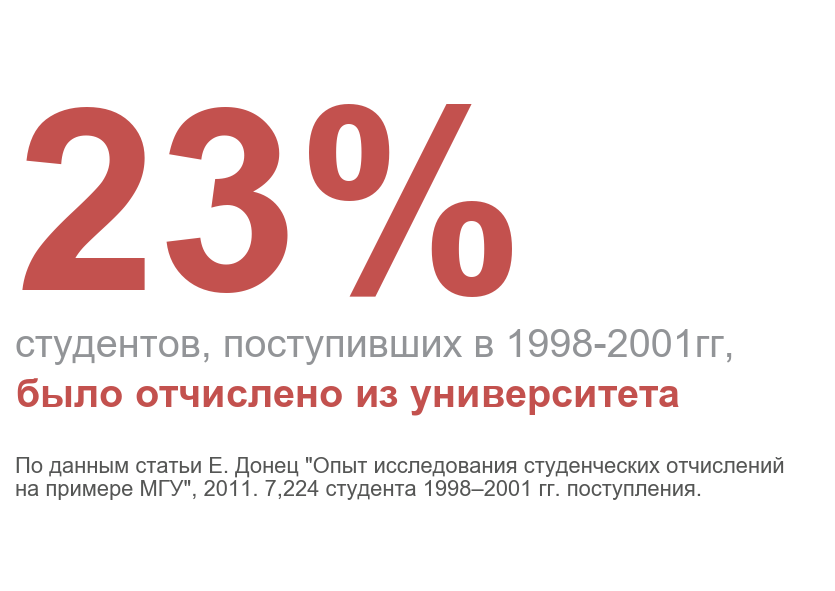 23%
студентов, поступивших в 1998-2001гг,
было отчислено из университета
По данным статьи Е. Донец "Опыт исследования студенческих отчислений
на примере МГУ", 2011. 7,224 студента 1998–2001 гг. поступления.